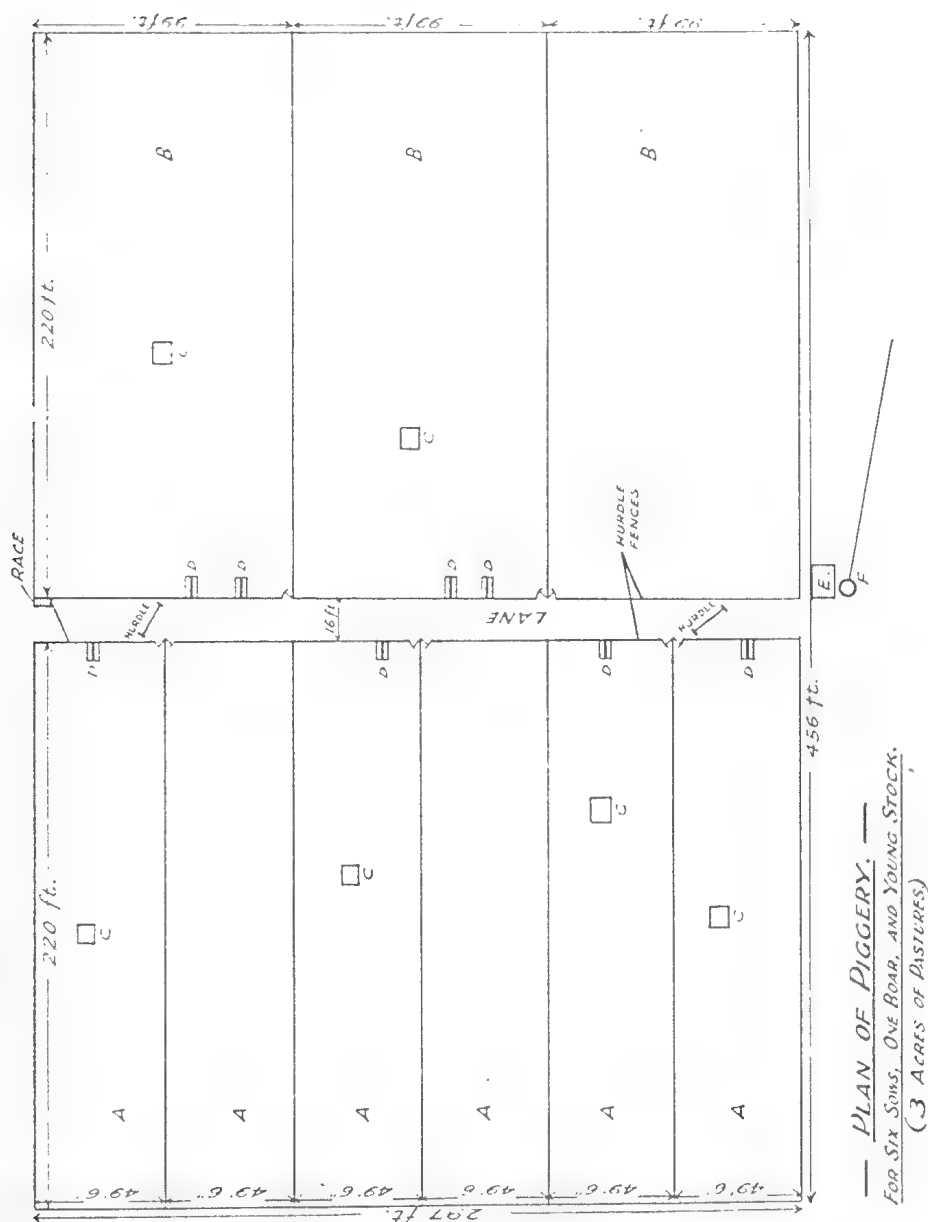 99 ft.
99 ft.
99 ft.
220 ft.
B
B
B
C
C
RACE
D
D
D
D
HURDLE
FENCES
E.
F
HURDLE
16 ft
LANE
HURDLE
D
D
D
D
456 ft.
220 ft..
C
C
C
C
A
A
A
A
A
A
49'6"
49'6"
49'6"
49'6"
49'6"
49'6"
297 ft.
— PLAN OF PIGGERY. —
FOR SIX SOWS, ONE BOAR, AND YOUNG STOCK.
(3 ACRES OF PASTURES)